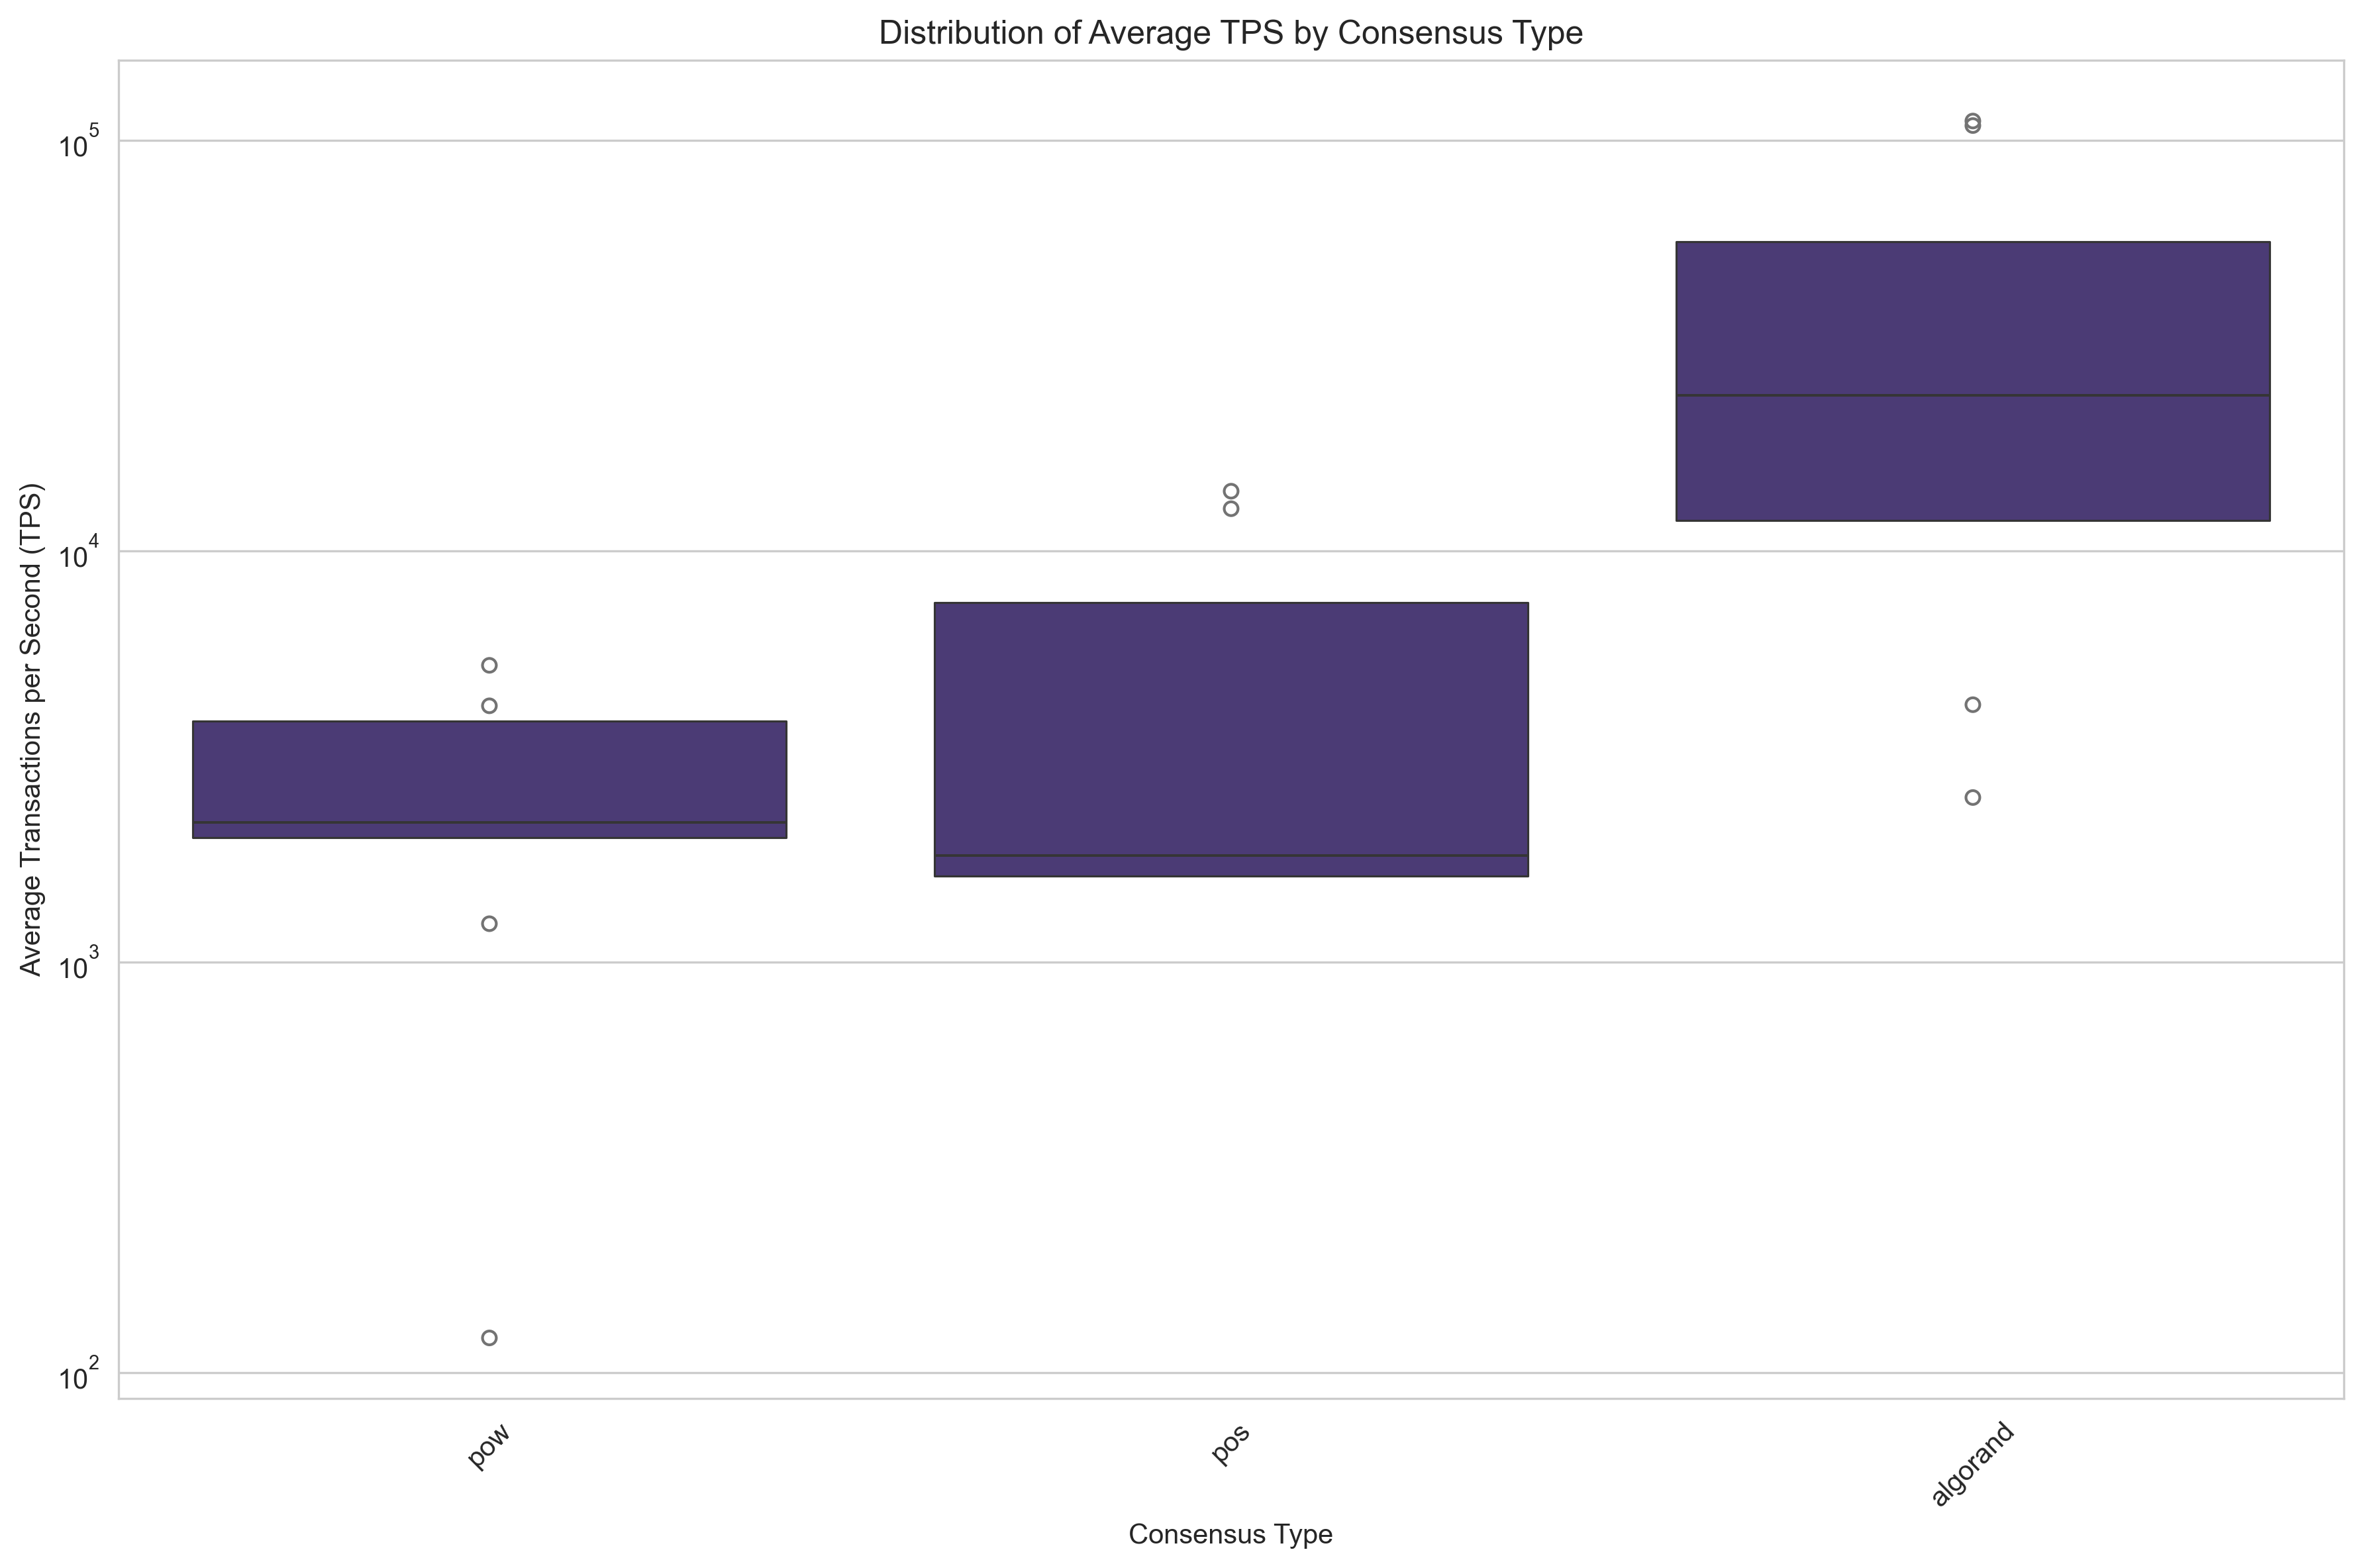 Distribution of Average TPS by Consensus Type
Average Transactions per Second (TPS)
10^5
10^4
10^3
10^2
pow
pos
algorand
Consensus Type